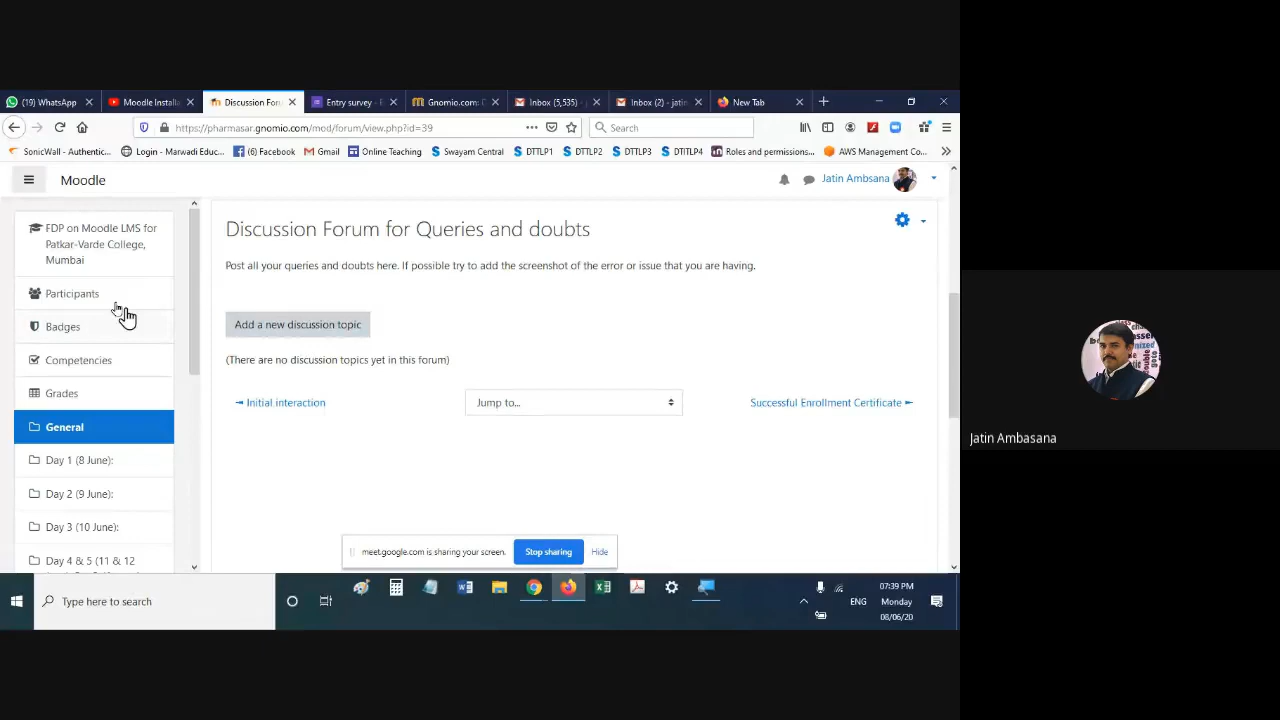 (19) WhatsApp
Moodle Installa
Discussion Foru
Entry survey - E
Gnomio.com: D
Inbox (5,535) -
Inbox (2) - jatin
New Tab
https://pharmasar.gnomio.com/mod/forum/view.php?id=39
Search
SonicWall - Authentic...
Login - Marwadi Educ...
(6) Facebook
Gmail
Online Teaching
Swayam Central
DTTLP1
DTTLP2
DTTLP3
DTITLP4
Roles and permission...
AWS Management Co...
Moodle
Jatin Ambsana
FDP on Moodle LMS for
Patkar-Varde College,
Mumbai
Participants
Badges
Competencies
Grades
General
Day 1 (8 June):
Day 2 (9 June):
Day 3 (10 June):
Day 4 & 5 (11 & 12
Discussion Forum for Queries and doubts
Post all your queries and doubts here. If possible try to add the screenshot of the error or issue that you are having.
Add a new discussion topic
(There are no discussion topics yet in this forum)
Initial interaction
Jump to...
Successful Enrollment Certificate
meet.google.com is sharing your screen.
Stop sharing
Hide
Jatin Ambasana
Type here to search
ENG
07:39 PM
Monday
08/06/20